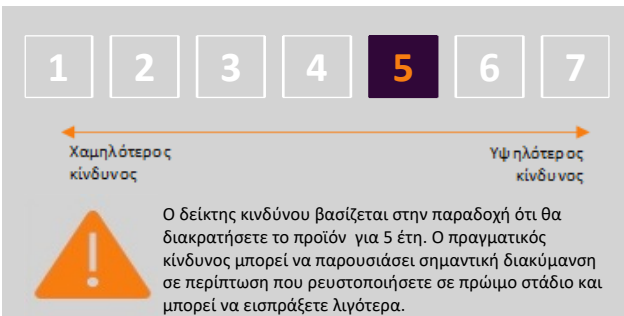 1 2 3 4 5 6 7
Χαμηλότερος Υψηλότερος
κίνδυνος κίνδυνος
Ο δείκτης κινδύνου βασίζεται στην παραδοχή ότι θα
διακρατήσετε το προϊόν για 5 έτη. Ο πραγματικός
κίνδυνος μπορεί να παρουσιάσει σημαντική διακύμανση
σε περίπτωση που ρευστοποιήσετε σε πρώιμο στάδιο και
μπορεί να εισπράξετε λιγότερα.